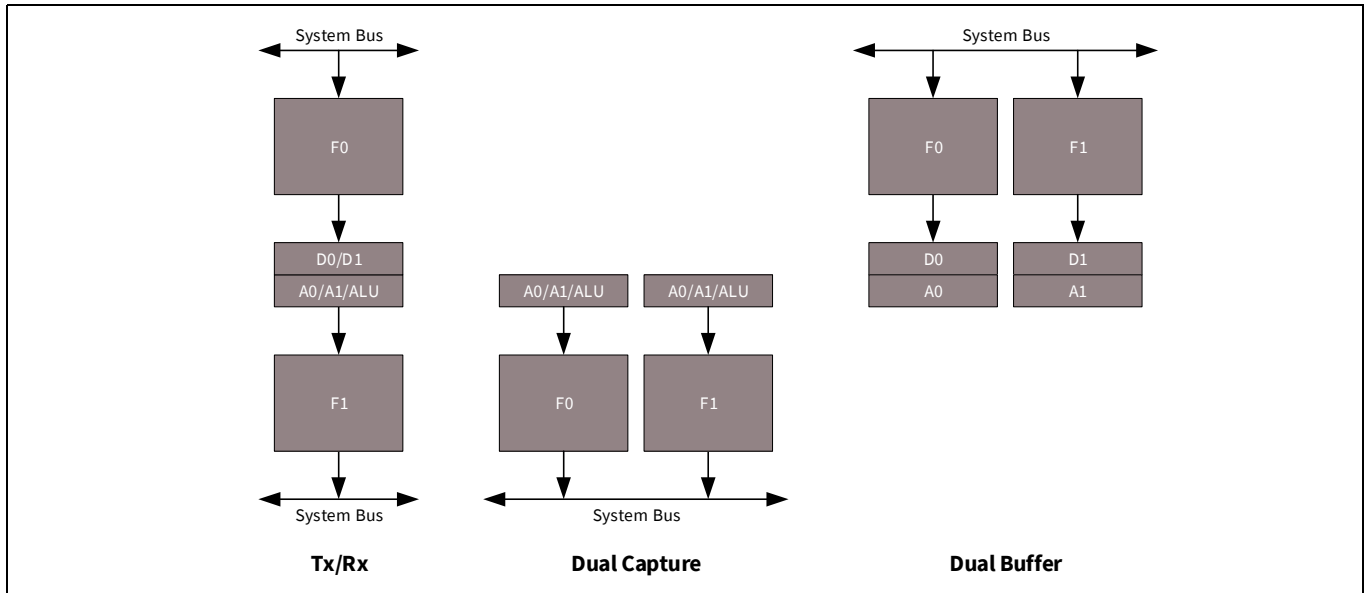 System Bus
F0
D0/D1
A0/A1/ALU
F1
System Bus
Tx/Rx
A0/A1/ALU
A0/A1/ALU
F0
F1
System Bus
Dual Capture
System Bus
F0
F1
D0
D1
A0
A1
Dual Buffer